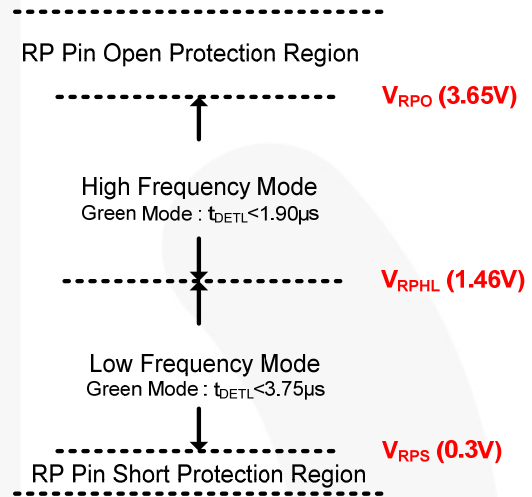 RP Pin Open Protection Region
VRPO (3.65V)
High Frequency Mode
Green Mode : tDETL<1.90µs
VRPHL (1.46V)
Low Frequency Mode
Green Mode : tDETL<3.75µs
VRPS (0.3V)
RP Pin Short Protection Region